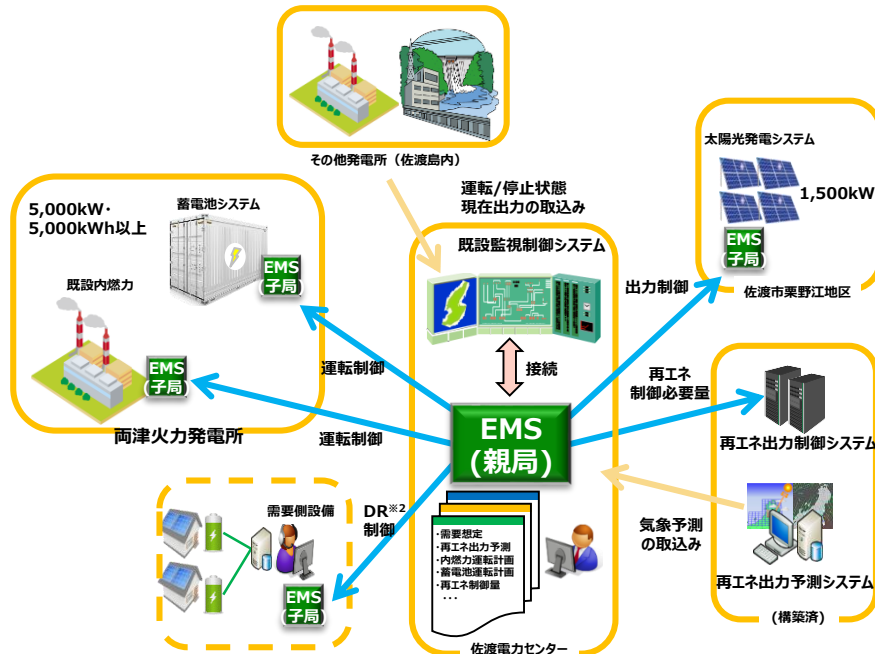 その他発電所（佐渡島内）
運転/停止状態
現在出力の取込み
太陽光発電システム
1,500kW
EMS
(子局)
佐渡市栗野江地区
5,000kW・
5,000kWh以上
蓄電池システム
EMS
(子局)
既設内燃力
EMS
(子局)
両津火力発電所
既設監視制御システム
接続
出力制御
運転制御
運転制御
再エネ
制御必要量
再エネ出力制御システム
EMS
(親局)
気象予測
の取込み
再エネ出力予測システム
(構築済)
需要側設備
DR※2
制御
EMS
(子局)
・需要想定
・再エネ出力予測
・内燃力運転計画
・蓄電池運転計画
・再エネ制御量
・・・
佐渡電力センター